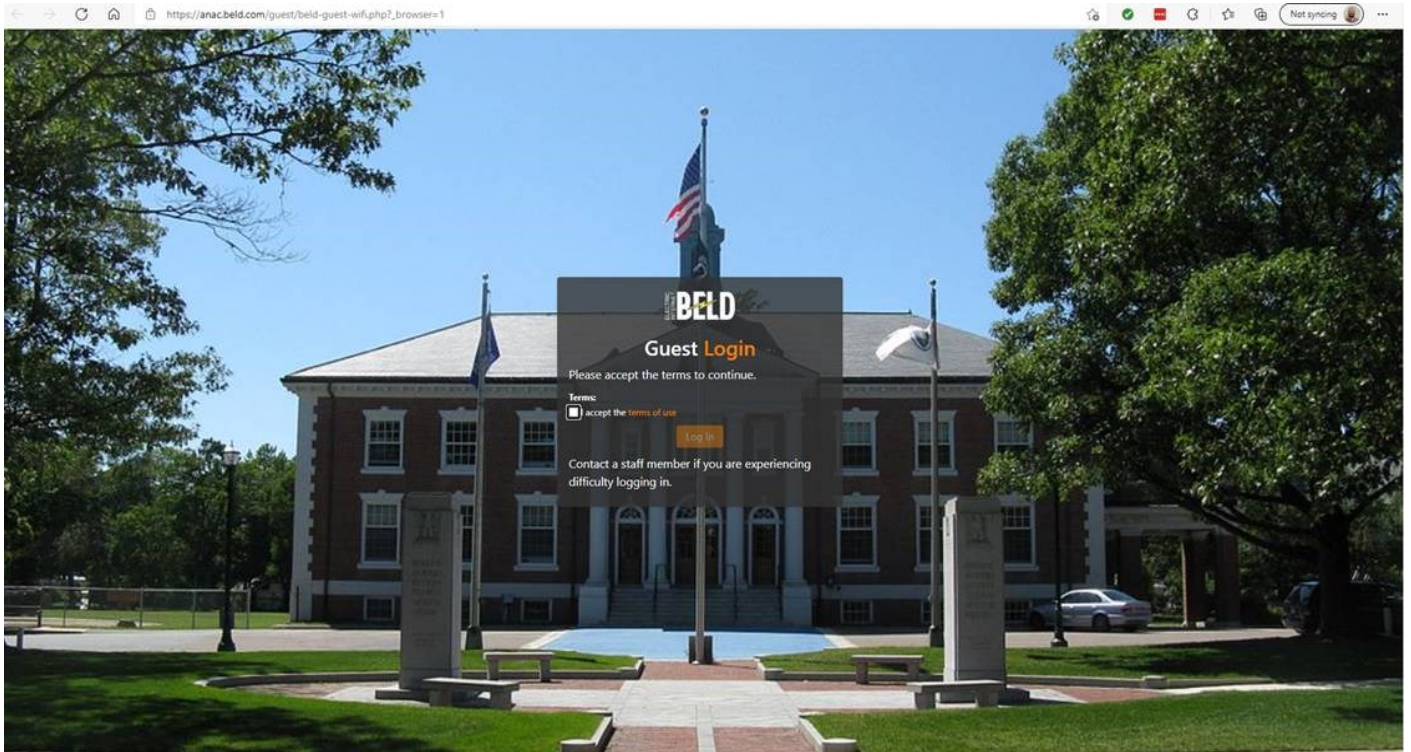 https://anac.beld.com/guest/beld-guest-wifi.php?_browser=1
Not syncing
BELD
Guest Login
Please accept the terms to continue.
Terms:
I accept the terms of use
Log In
Contact a staff member if you are experiencing
difficulty logging in.